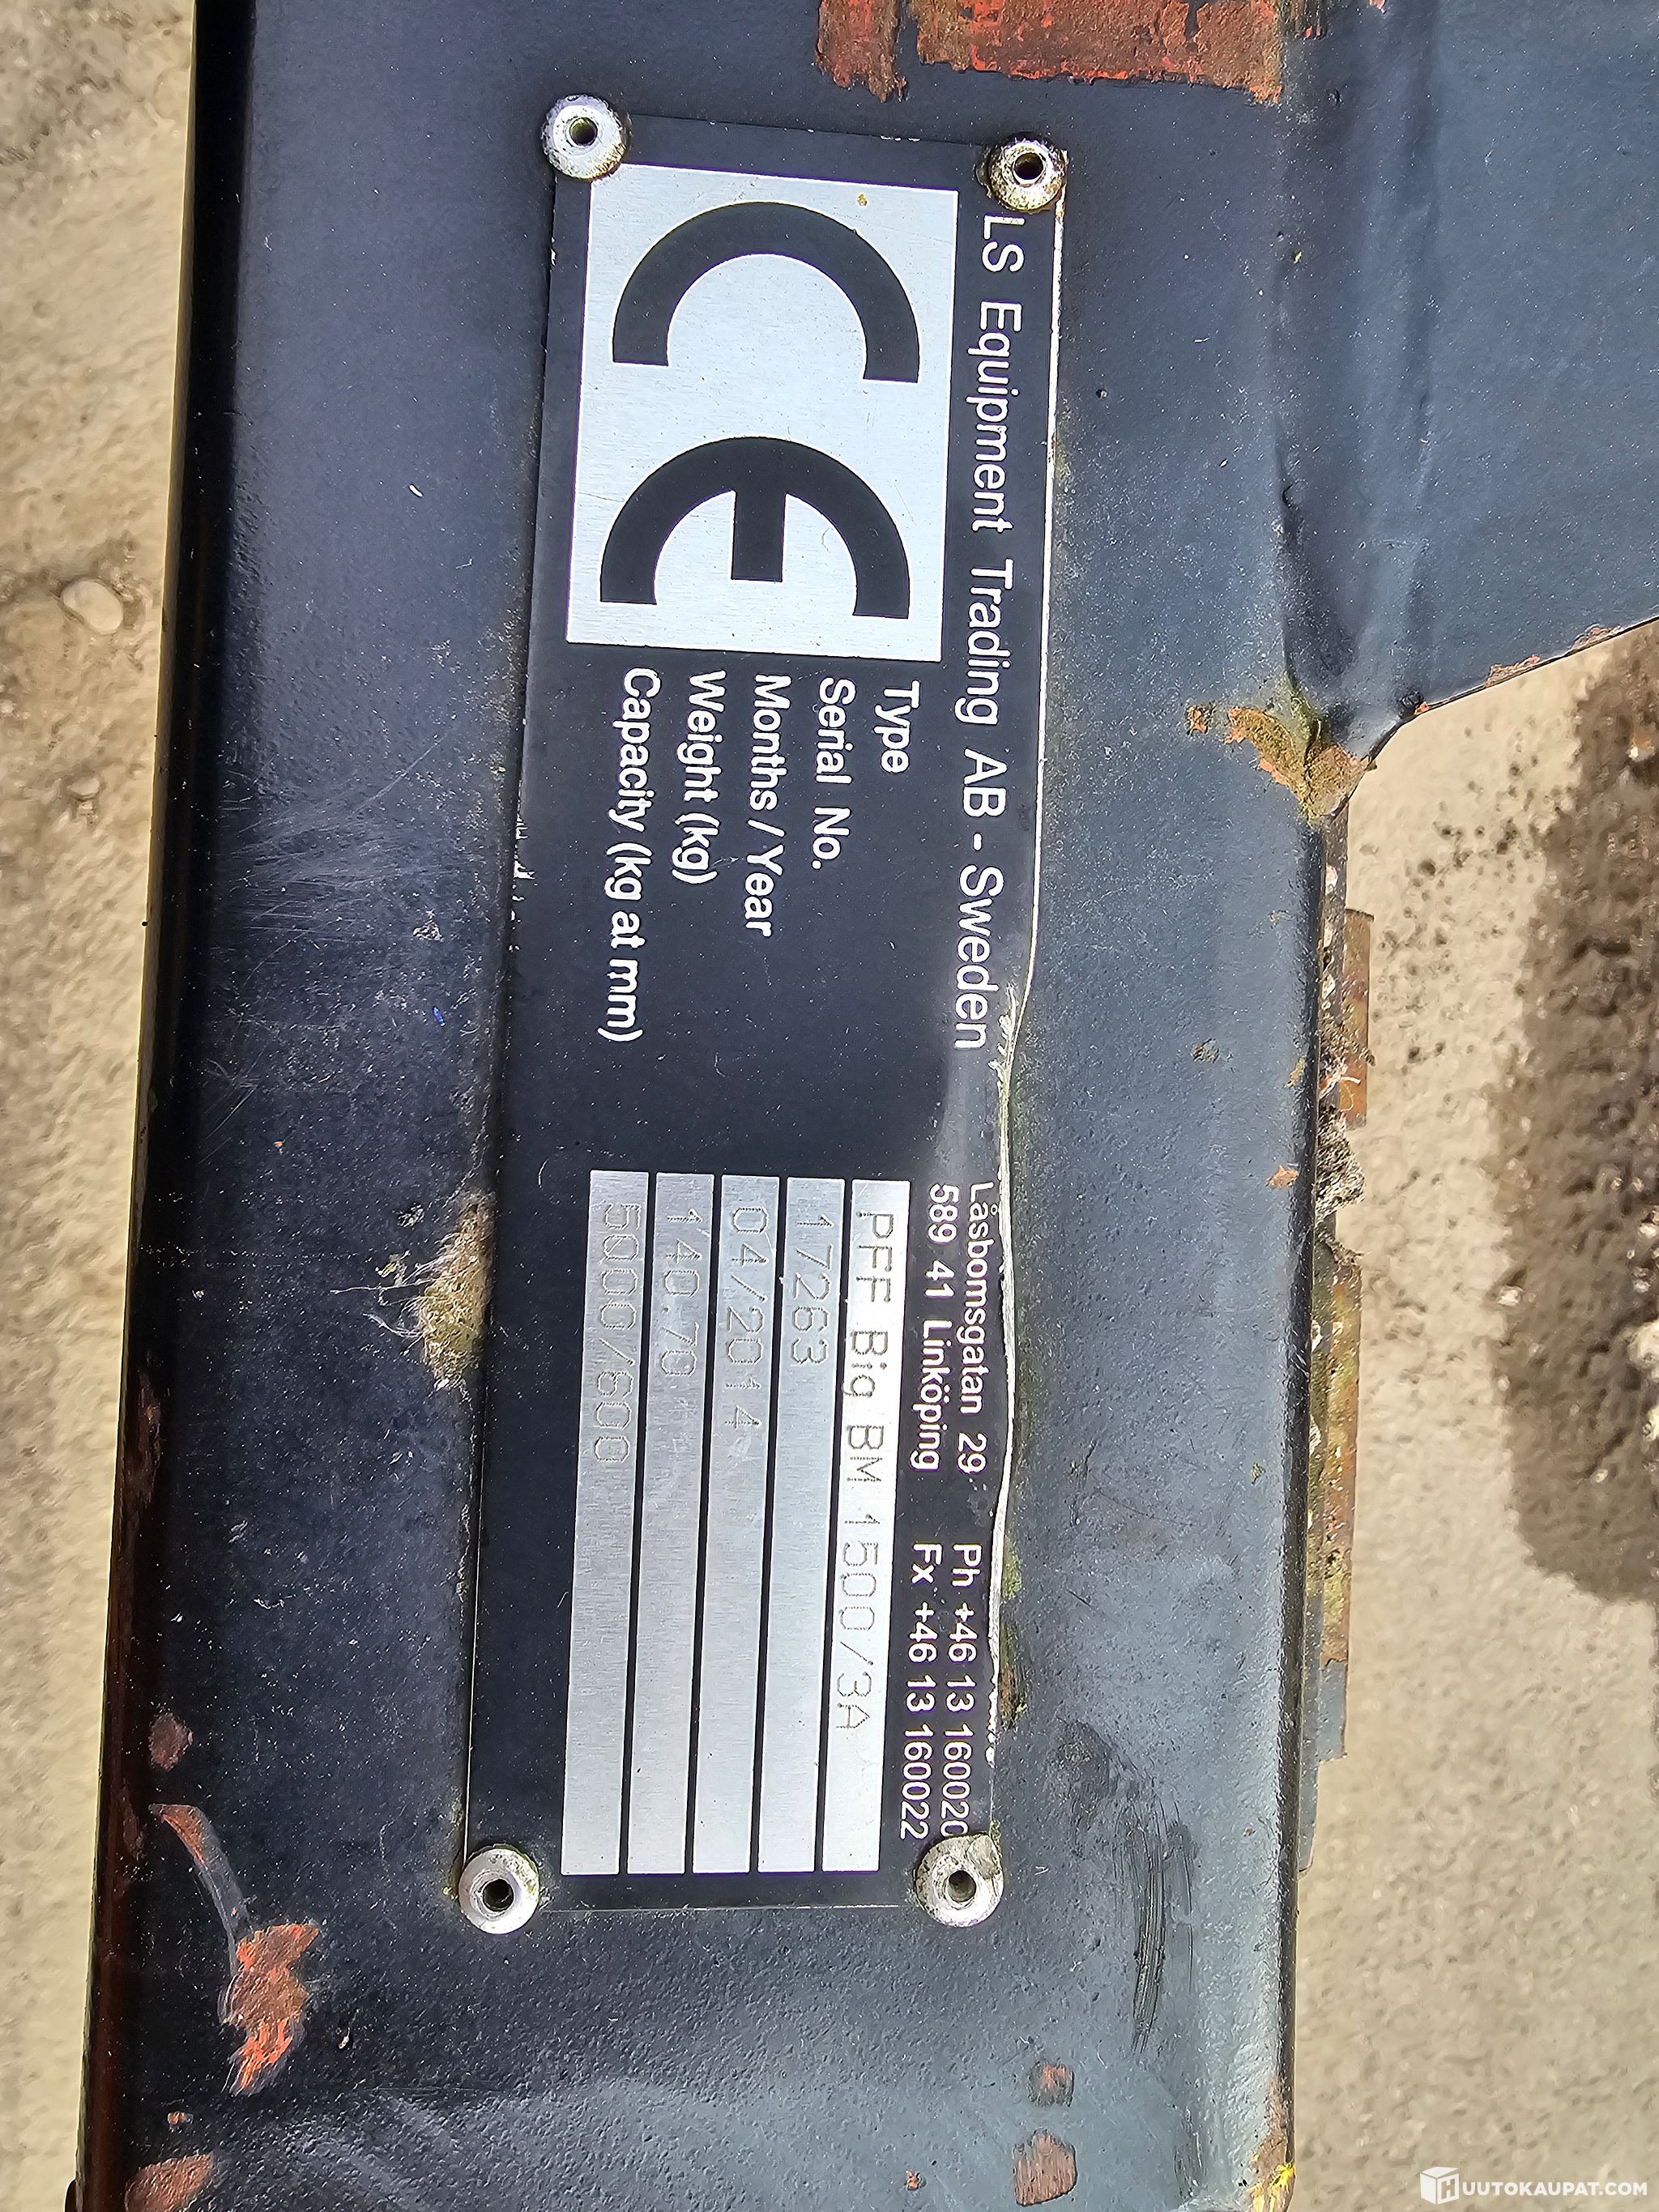 LS Equipment Trading AB - Sweden
Låsbomsgatan 29
589 41 Linköping
Ph +46 13 160020
Fx +46 13 160022
CE
Type PFF Big BM 1500/3A
Serial No. 17263
Months / Year 04/2014
Weight (kg) 140.70
Capacity (kg at mm) 5000/600
HUUTOKAUPAT.COM